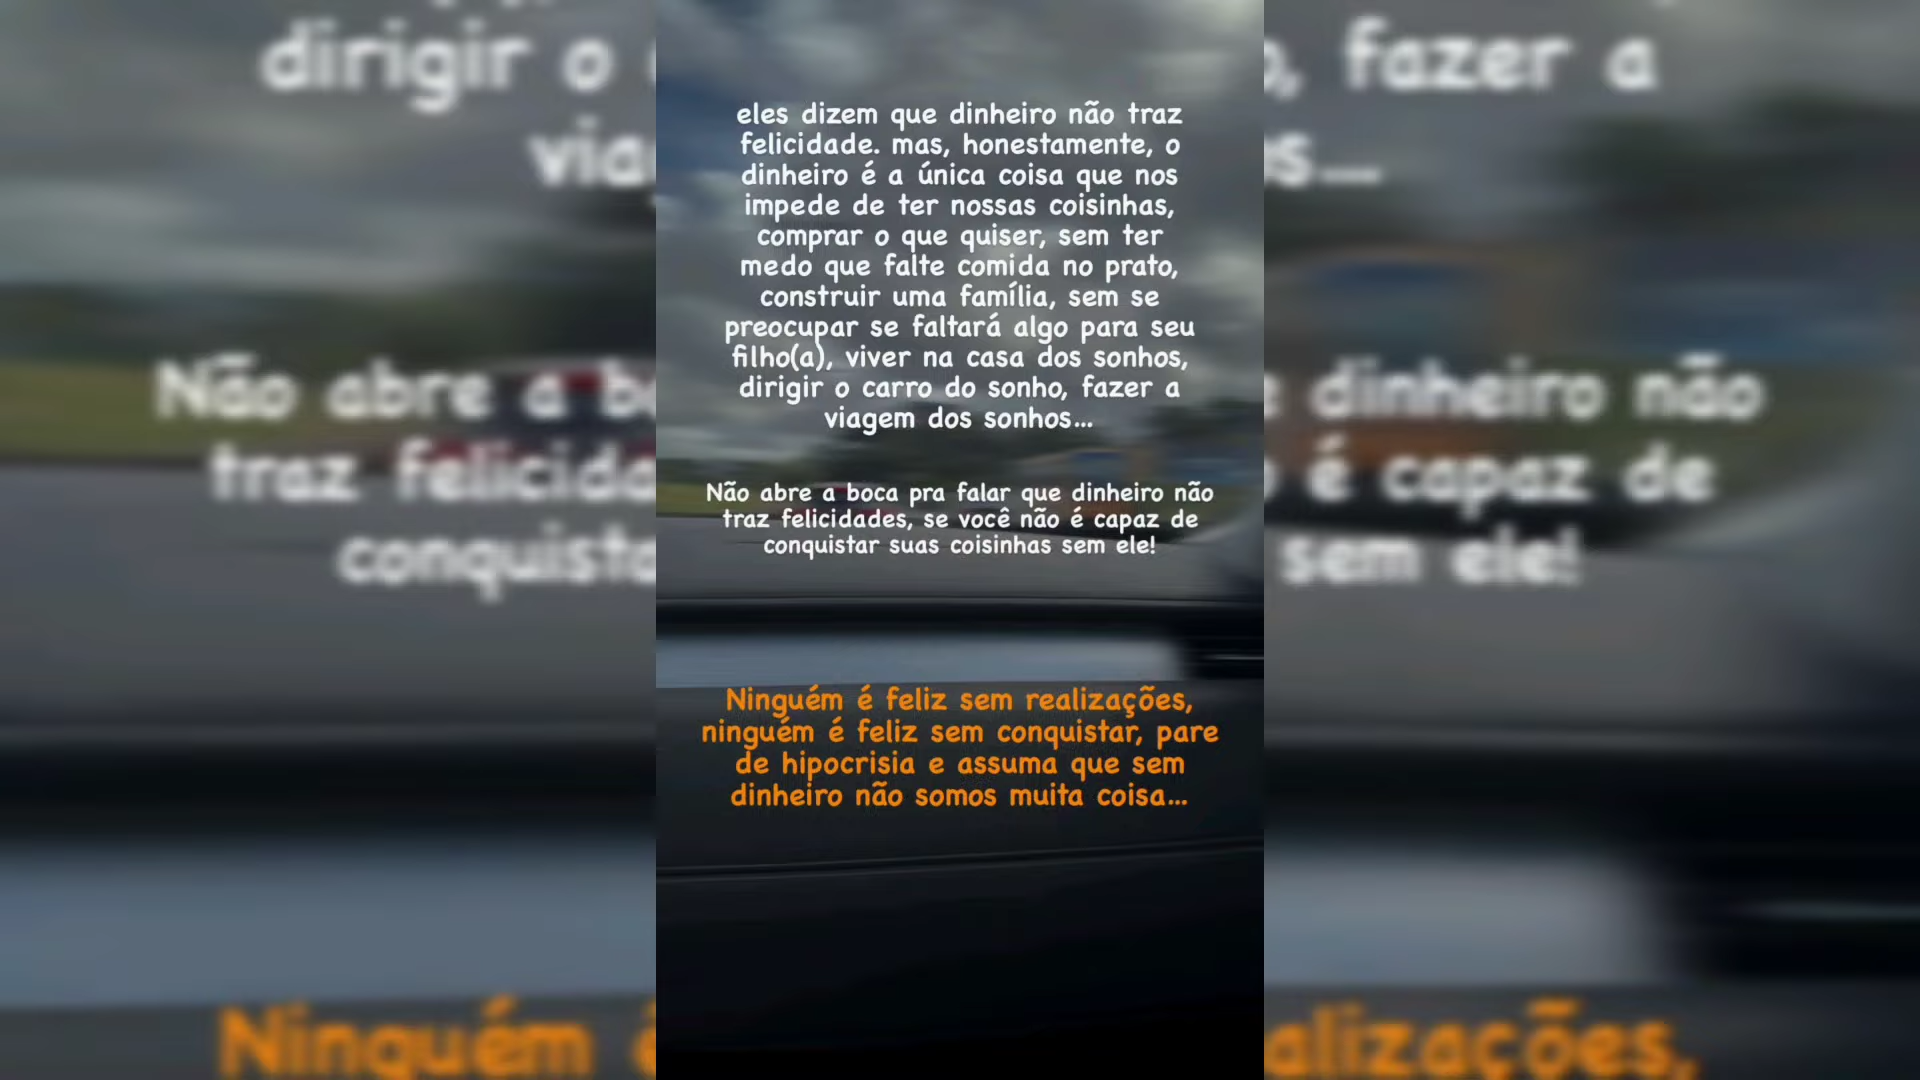 eles dizem que dinheiro não traz
felicidade. mas, honestamente, o
dinheiro é a única coisa que nos
impede de ter nossas coisinhas,
comprar o que quiser, sem ter
medo que falte comida no prato,
construir uma família, sem se
preocupar se faltará algo para seu
filho(a), viver na casa dos sonhos,
dirigir o carro do sonho, fazer a
viagem dos sonhos...
Não abre a boca pra falar que dinheiro não
traz felicidades, se você não é capaz de
conquistar suas coisinhas sem ele!
Ninguém é feliz sem realizações,
ninguém é feliz sem conquistar, pare
de hipocrisia e assuma que sem
dinheiro não somos muita coisa...